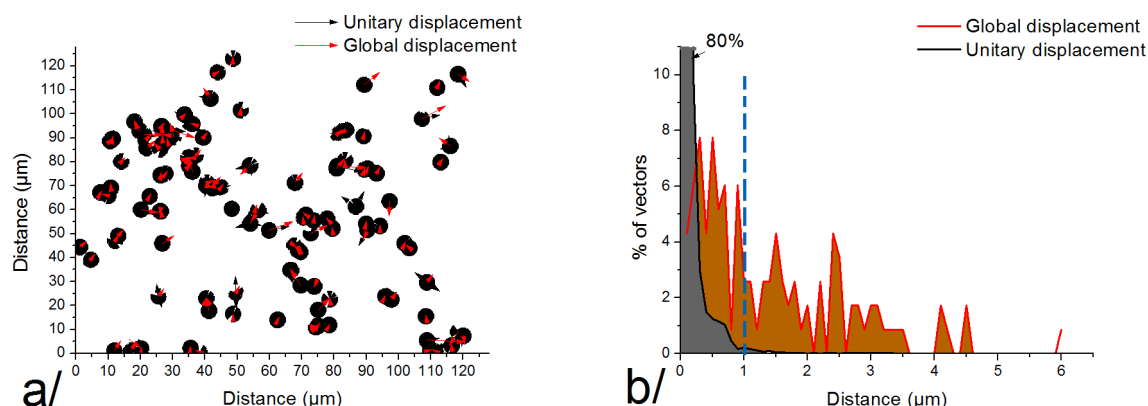 Unitary displacement
Global displacement
Distance (µm)
120
110
100
90
80
70
60
50
40
30
20
10
0
0 10 20 30 40 50 60 70 80 90 100 110 120
Distance (µm)
a/
Global displacement
Unitary displacement
80%
% of vectors
10
8
6
4
2
0
0 1 2 3 4 5 6
Distance (µm)
b/